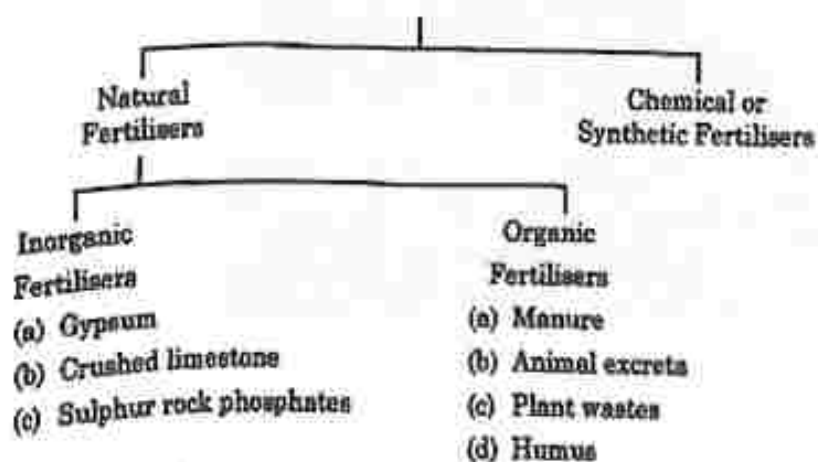 Natural
Fertilisers
Chemical or
Synthetic Fertilisers
Inorganic
Fertilisers
(a) Gypsum
(b) Crushed limestone
(c) Sulphur rock phosphates
Organic
Fertilisers
(a) Manure
(b) Animal excreta
(c) Plant wastes
(d) Humus